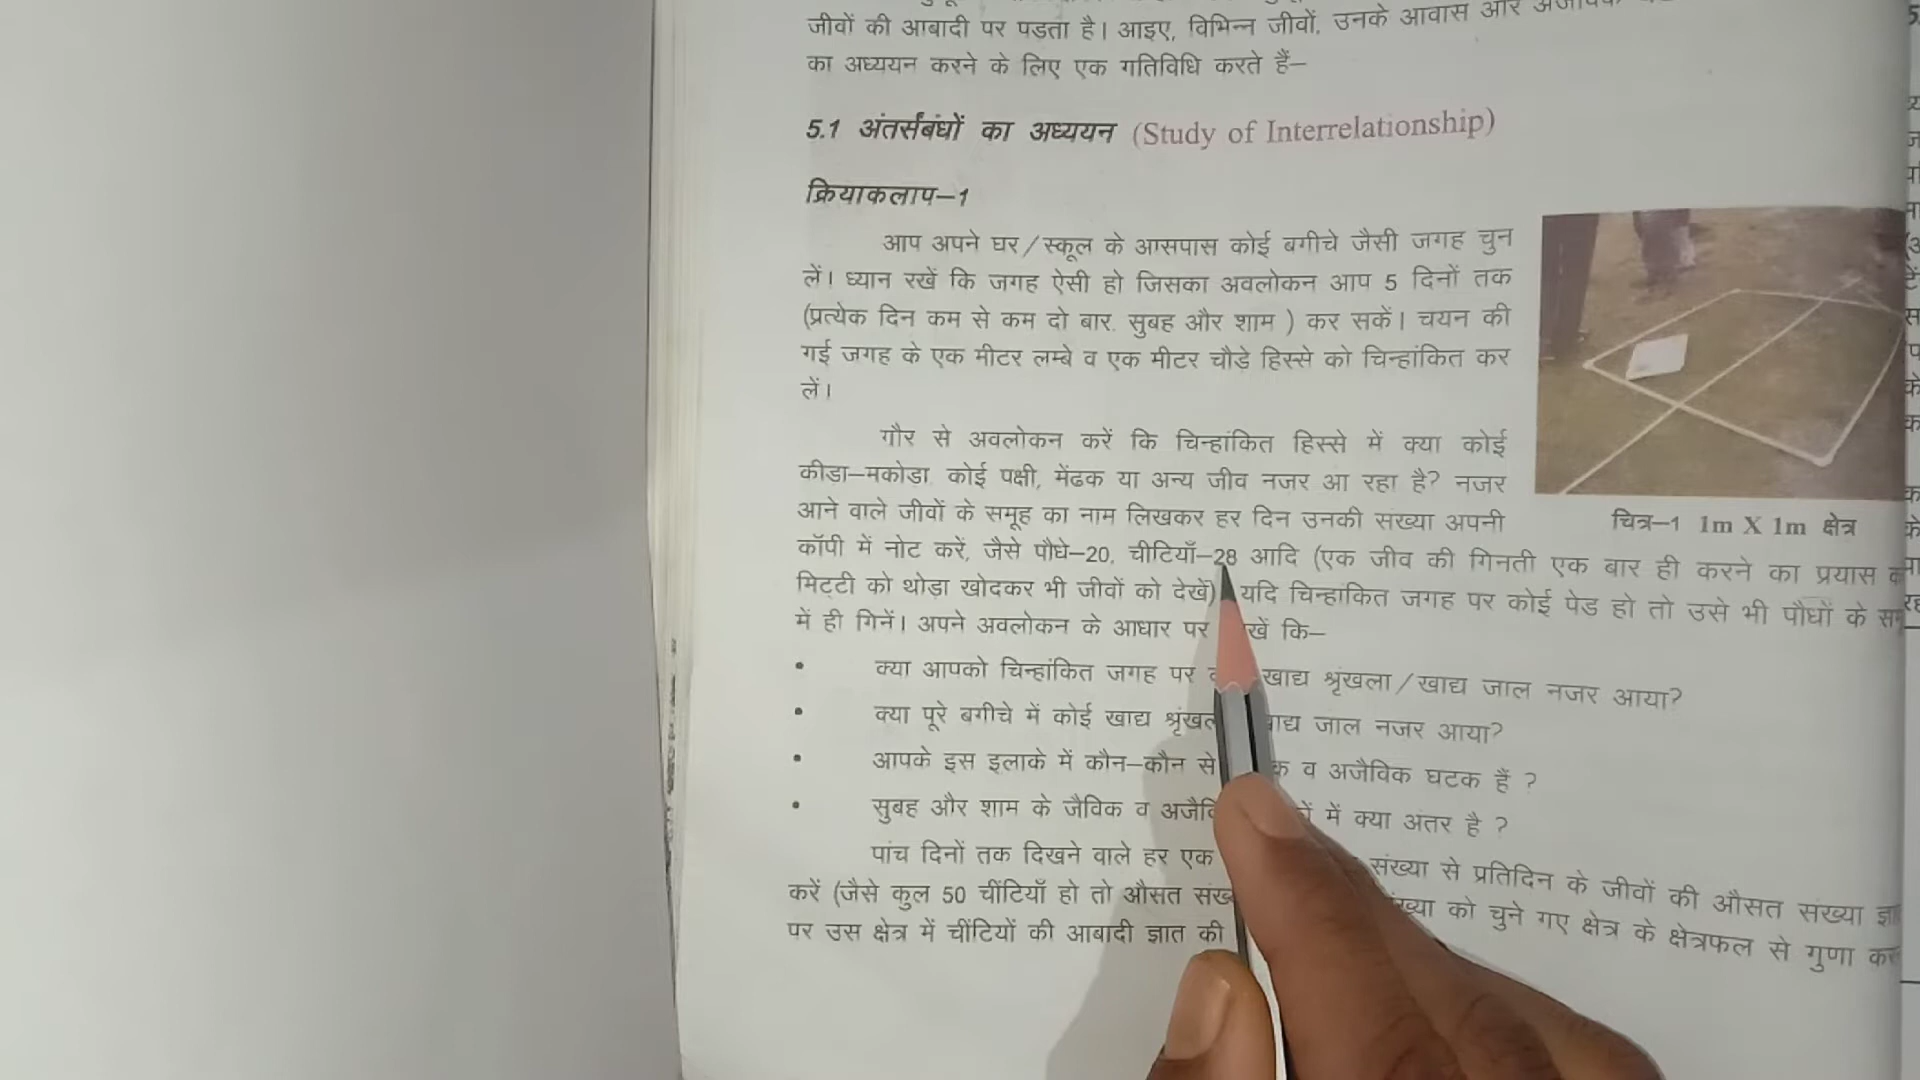 जीवों की आबादी पर पड़ता है। आइए, विभिन्न जीवों, उनके आवास और
का अध्ययन करने के लिए एक गतिविधि करते हैं–
5.1 अंतर्संबंधों का अध्ययन (Study of Interrelationship)
क्रियाकलाप–1
आप अपने घर/स्कूल के आसपास कोई बगीचे जैसी जगह चुन
लें। ध्यान रखें कि जगह ऐसी हो जिसका अवलोकन आप 5 दिनों तक
(प्रत्येक दिन कम से कम दो बार, सुबह और शाम ) कर सकें। चयन की
गई जगह के एक मीटर लम्बे व एक मीटर चौड़े हिस्से को चिन्हांकित कर
लें।
गौर से अवलोकन करें कि चिन्हांकित हिस्से में क्या कोई
कीड़ा–मकोड़ा, कोई पक्षी, मेंढक या अन्य जीव नजर आ रहा है? नजर
आने वाले जीवों के समूह का नाम लिखकर हर दिन उनकी संख्या अपनी
चित्र–1 1m X 1m क्षेत्र
कॉपी में नोट करें, जैसे पौधे–20, चीटियाँ–28 आदि (एक जीव की गिनती एक बार ही करने का प्रयास
मिट्टी को थोड़ा खोदकर भी जीवों को देखें) यदि चिन्हांकित जगह पर कोई पेड़ हो तो उसे भी पौधों के
में ही गिनें। अपने अवलोकन के आधार पर कि–
• क्या आपको चिन्हांकित जगह पर खाद्य श्रृंखला/खाद्य जाल नजर आया?
• क्या पूरे बगीचे में कोई खाद्य जाल नजर आया?
• आपके इस इलाके में कौन–कौन से व अजैविक घटक हैं ?
• सुबह और शाम के जैविक व में क्या अंतर है ?
पांच दिनों तक दिखने वाले हर एक संख्या से प्रतिदिन के जीवों की औसत संख्या
करें (जैसे कुल 50 चींटियाँ हो तो औसत को चुने गए क्षेत्र के क्षेत्रफल से गुणा
पर उस क्षेत्र में चींटियों की आबादी ज्ञात की